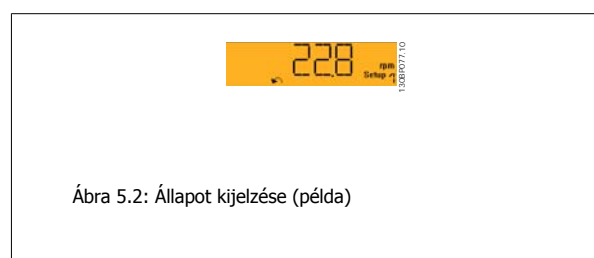 22.8
rpm
Setup 1
130BP077.10
Ábra 5.2: Állapot kijelzése (példa)